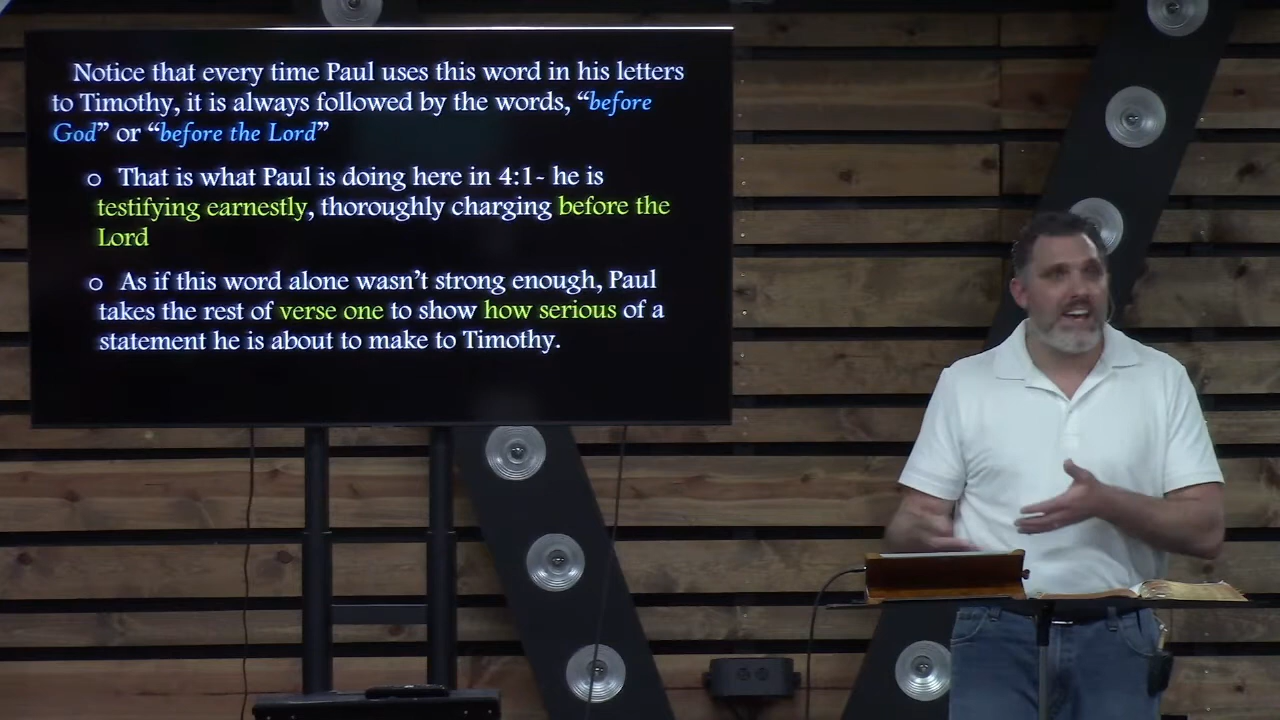 Notice that every time Paul uses this word in his letters
to Timothy, it is always followed by the words, “before
God” or “before the Lord”
o That is what Paul is doing here in 4:1- he is
testifying earnestly, thoroughly charging before the
Lord
o As if this word alone wasn’t strong enough, Paul
takes the rest of verse one to show how serious of a
statement he is about to make to Timothy.